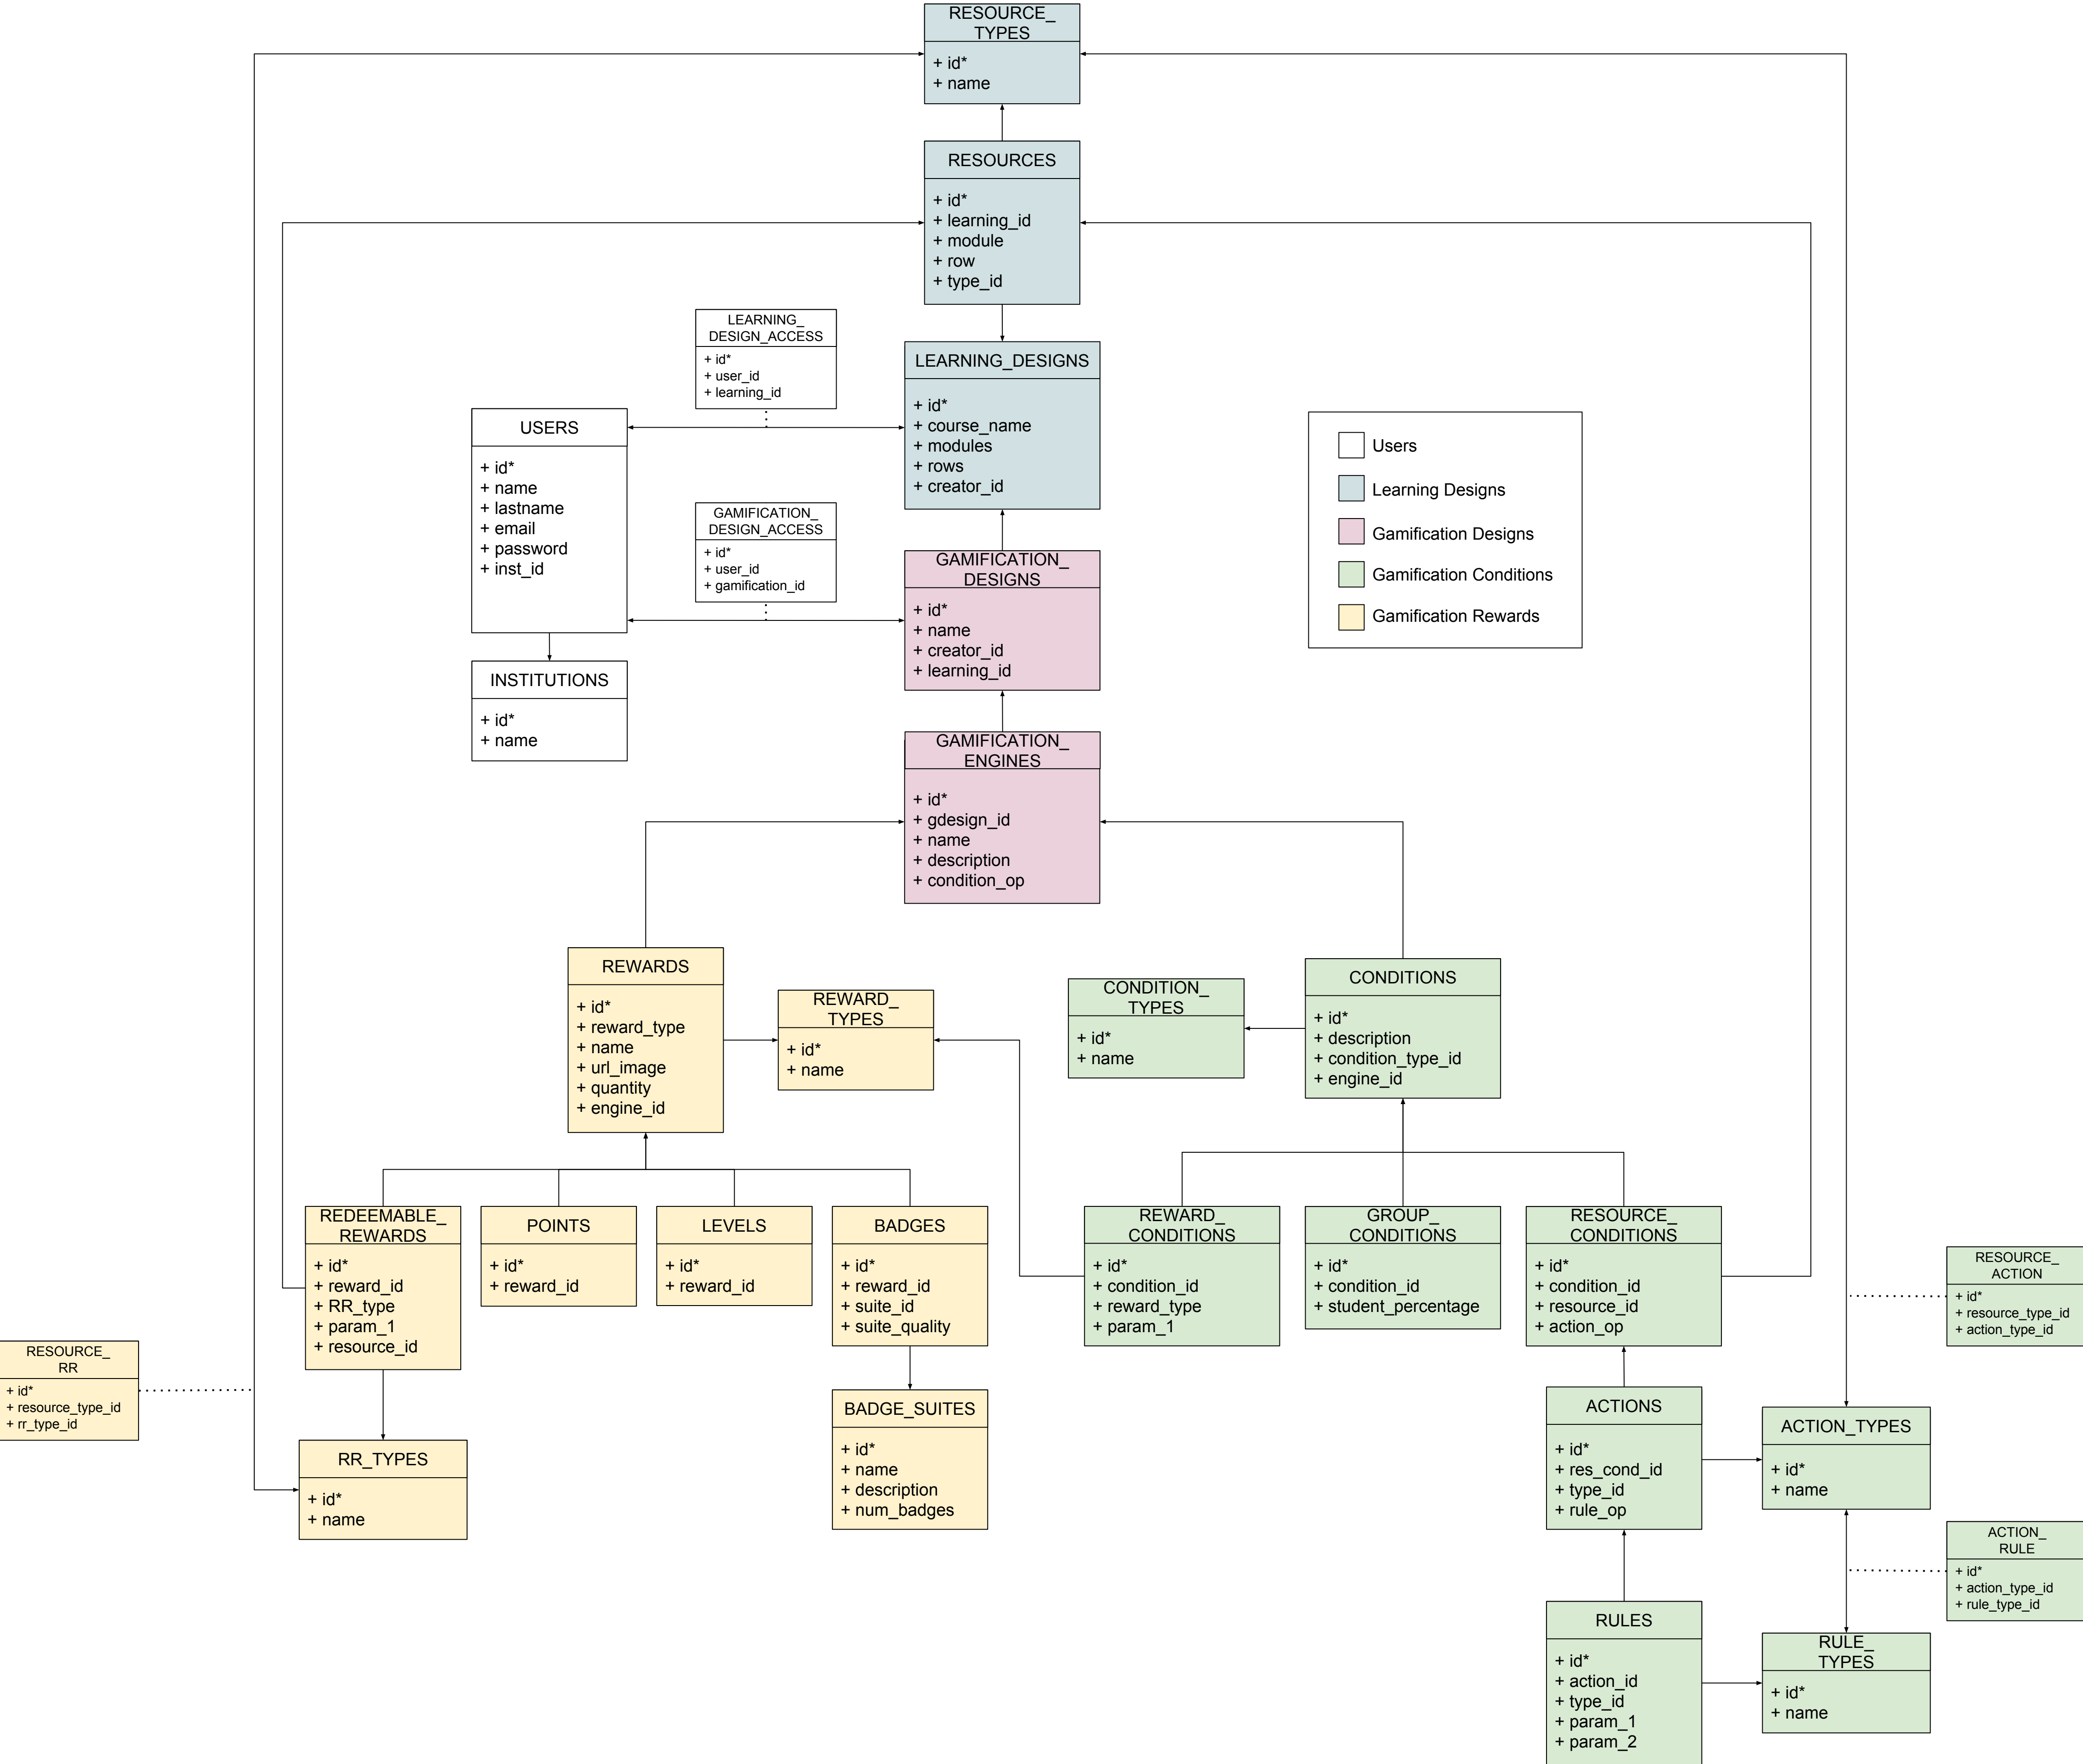 RESOURCE_
TYPES
+ id*
+ name
RESOURCES
+ id*
+ learning_id
+ module
+ row
+ type_id
LEARNING_
DESIGN_ACCESS
+ id*
+ user_id
+ learning_id
LEARNING_DESIGNS
+ id*
+ course_name
+ modules
+ rows
+ creator_id
USERS
+ id*
+ name
+ lastname
+ email
+ password
+ inst_id
GAMIFICATION_
DESIGN_ACCESS
+ id*
+ user_id
+ gamification_id
Users
Learning Designs
Gamification Designs
Gamification Conditions
Gamification Rewards
GAMIFICATION_
DESIGNS
+ id*
+ name
+ creator_id
+ learning_id
INSTITUTIONS
+ id*
+ name
GAMIFICATION_
ENGINES
+ id*
+ gdesign_id
+ name
+ description
+ condition_op
REWARDS
+ id*
+ reward_type
+ name
+ url_image
+ quantity
+ engine_id
REWARD_
TYPES
+ id*
+ name
CONDITION_
TYPES
+ id*
+ name
CONDITIONS
+ id*
+ description
+ condition_type_id
+ engine_id
REDEEMABLE_
REWARDS
+ id*
+ reward_id
+ RR_type
+ param_1
+ resource_id
POINTS
+ id*
+ reward_id
LEVELS
+ id*
+ reward_id
BADGES
+ id*
+ reward_id
+ suite_id
+ suite_quality
REWARD_
CONDITIONS
+ id*
+ condition_id
+ reward_type
+ param_1
GROUP_
CONDITIONS
+ id*
+ condition_id
+ student_percentage
RESOURCE_
CONDITIONS
+ id*
+ condition_id
+ resource_id
+ action_op
RESOURCE_
ACTION
+ id*
+ resource_type_id
+ action_type_id
RESOURCE_
RR
+ id*
+ resource_type_id
+ rr_type_id
RR_TYPES
+ id*
+ name
BADGE_SUITES
+ id*
+ name
+ description
+ num_badges
ACTIONS
+ id*
+ res_cond_id
+ type_id
+ rule_op
ACTION_TYPES
+ id*
+ name
ACTION_
RULE
+ id*
+ action_type_id
+ rule_type_id
RULES
+ id*
+ action_id
+ type_id
+ param_1
+ param_2
RULE_
TYPES
+ id*
+ name